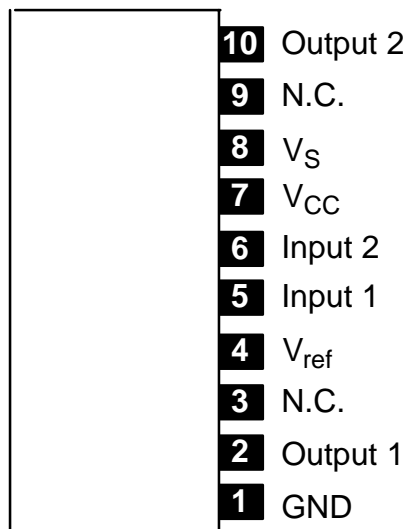 10 Output 2
9 N.C.
8 VS
7 VCC
6 Input 2
5 Input 1
4 Vref
3 N.C.
2 Output 1
1 GND